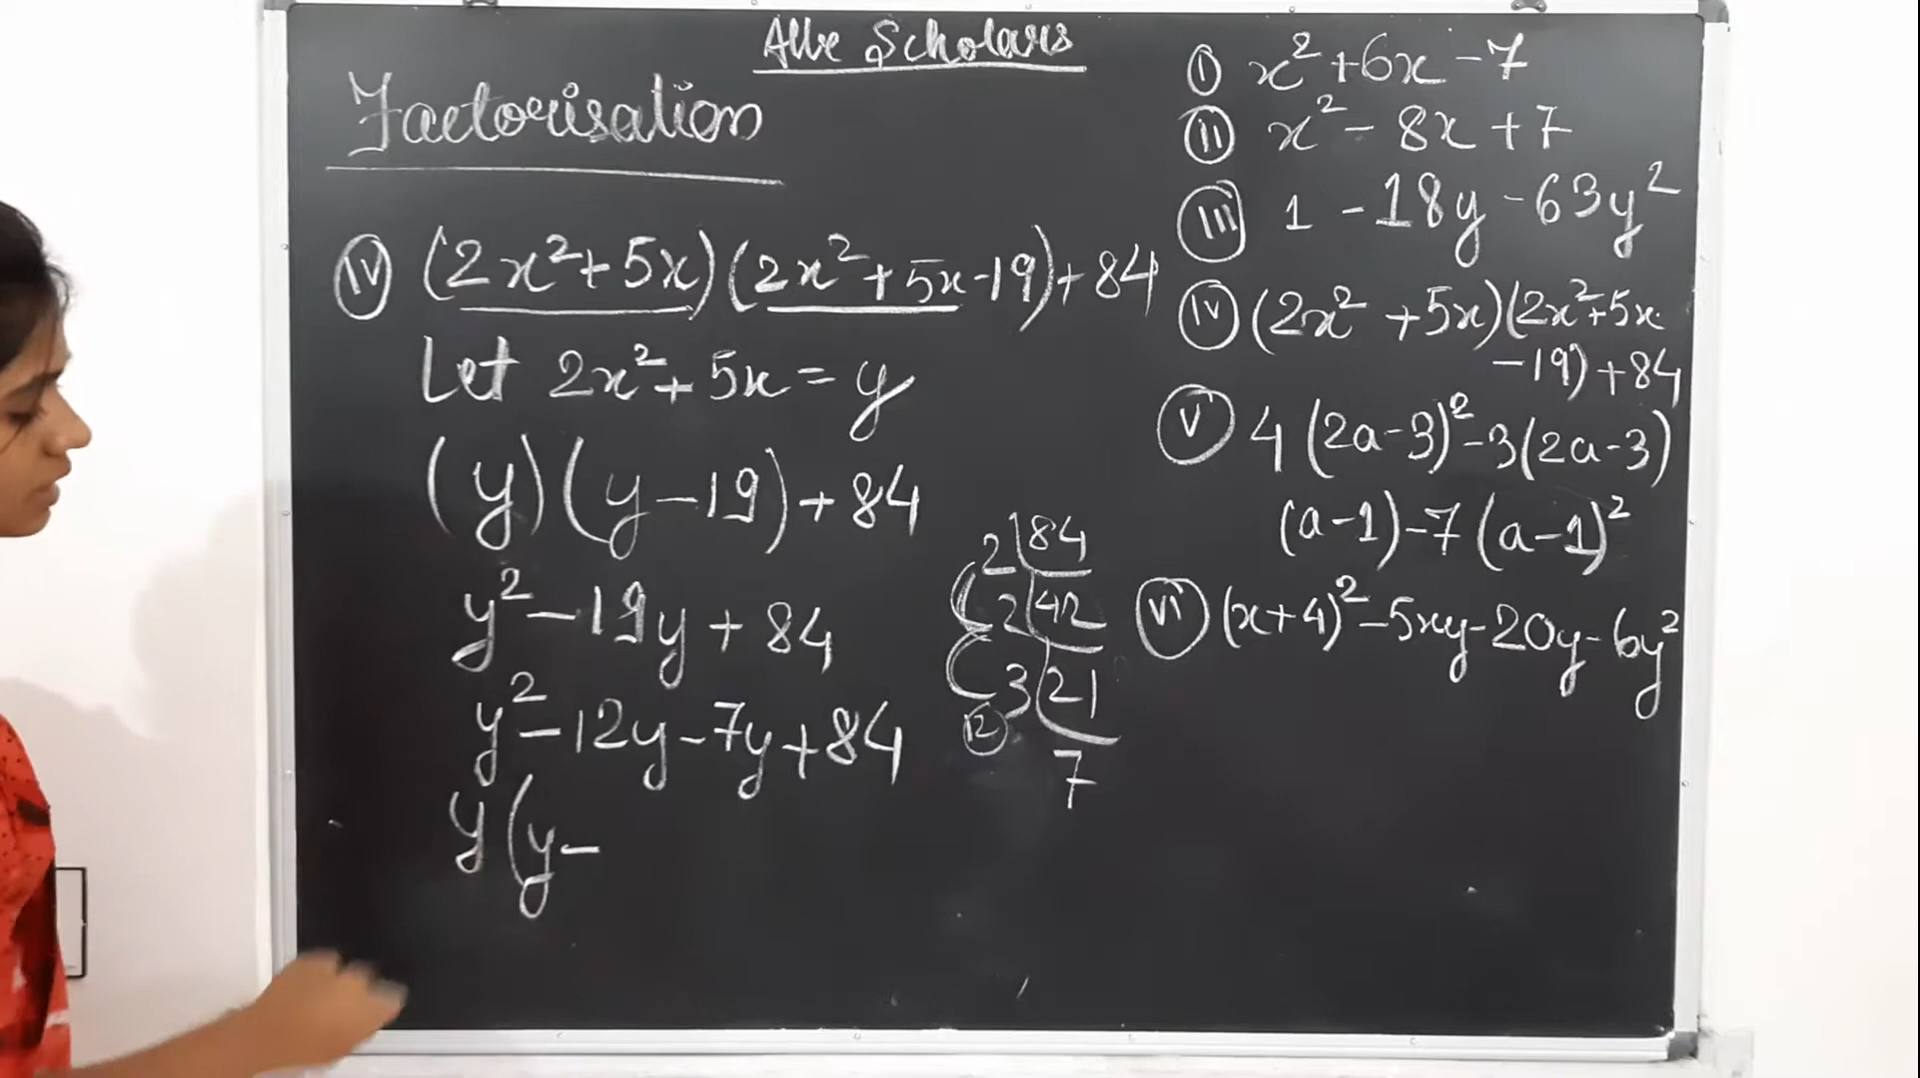 Alve Scholars
Factorisation
(iv) (2x²+5x)(2x²+5x-19)+84
Let 2x²+5x=y
(y)(y-19)+84
y²-19y+84
y²-12y-7y+84
y(y-
2|84
2|42
3|21
(12) 7
(i) x²+6x-7
(ii) x²-8x+7
(iii) 1-18y-63y²
(iv) (2x²+5x)(2x²+5x
-19)+84
(v) 4(2a-3)²-3(2a-3)
(a-1)-7(a-1)²
(vi) (x+4)²-5xy-20y-6y²